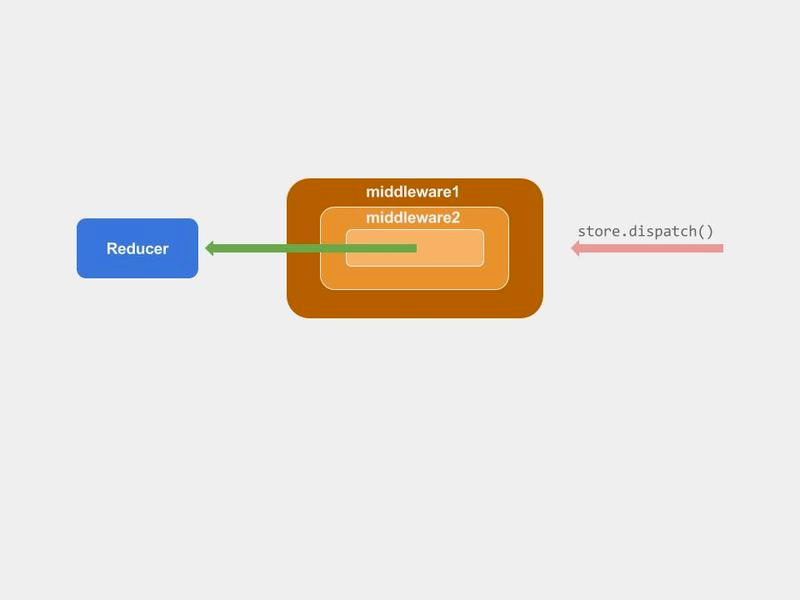 middleware1
middleware2
Reducer
store.dispatch()